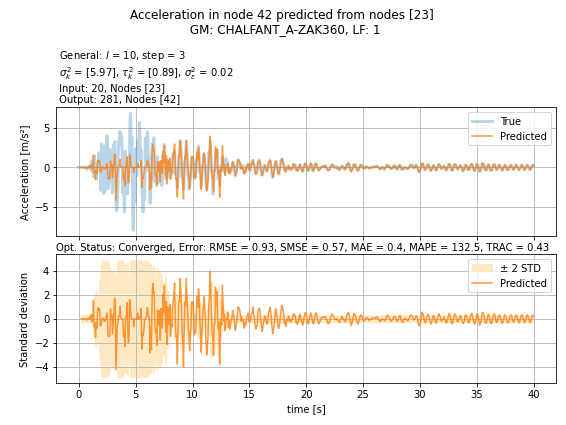 Acceleration in node 42 predicted from nodes [23]
GM: CHALFANT_A-ZAK360, LF: 1
General: l = 10, step = 3
σ²ₖ = [5.97], τ²ₖ = [0.89], σ²ε = 0.02
Input: 20, Nodes [23]
Output: 281, Nodes [42]
5
0
−5
Acceleration [m/s²]
True
Predicted
Opt. Status: Converged, Error: RMSE = 0.93, SMSE = 0.57, MAE = 0.4, MAPE = 132.5, TRAC = 0.43
4
2
0
−2
−4
Standard deviation
± 2 STD
Predicted
0 5 10 15 20 25 30 35 40
time [s]